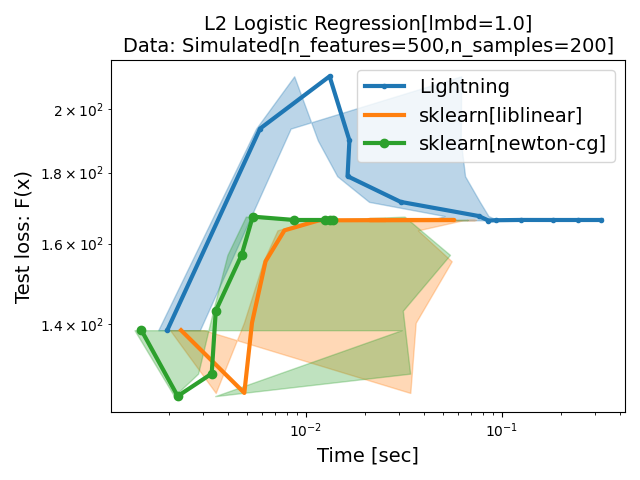 L2 Logistic Regression[lmbd=1.0]
Data: Simulated[n_features=500,n_samples=200]
Lightning
sklearn[liblinear]
sklearn[newton-cg]
Test loss: F(x)
2 × 10²
1.8 × 10²
1.6 × 10²
1.4 × 10²
10⁻²
10⁻¹
Time [sec]